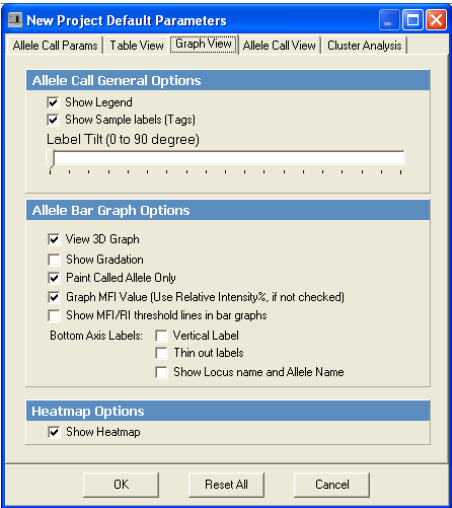 New Project Default Parameters
Allele Call Params
Table View
Graph View
Allele Call View
Cluster Analysis
Allele Call General Options
Show Legend
Show Sample labels (Tags)
Label Tilt (0 to 90 degree)
Allele Bar Graph Options
View 3D Graph
Show Gradation
Paint Called Allele Only
Graph MFI Value (Use Relative Intensity%, if not checked)
Show MFI/RI threshold lines in bar graphs
Bottom Axis Labels:
Vertical Label
Thin out labels
Show Locus name and Allele Name
Heatmap Options
Show Heatmap
OK
Reset All
Cancel